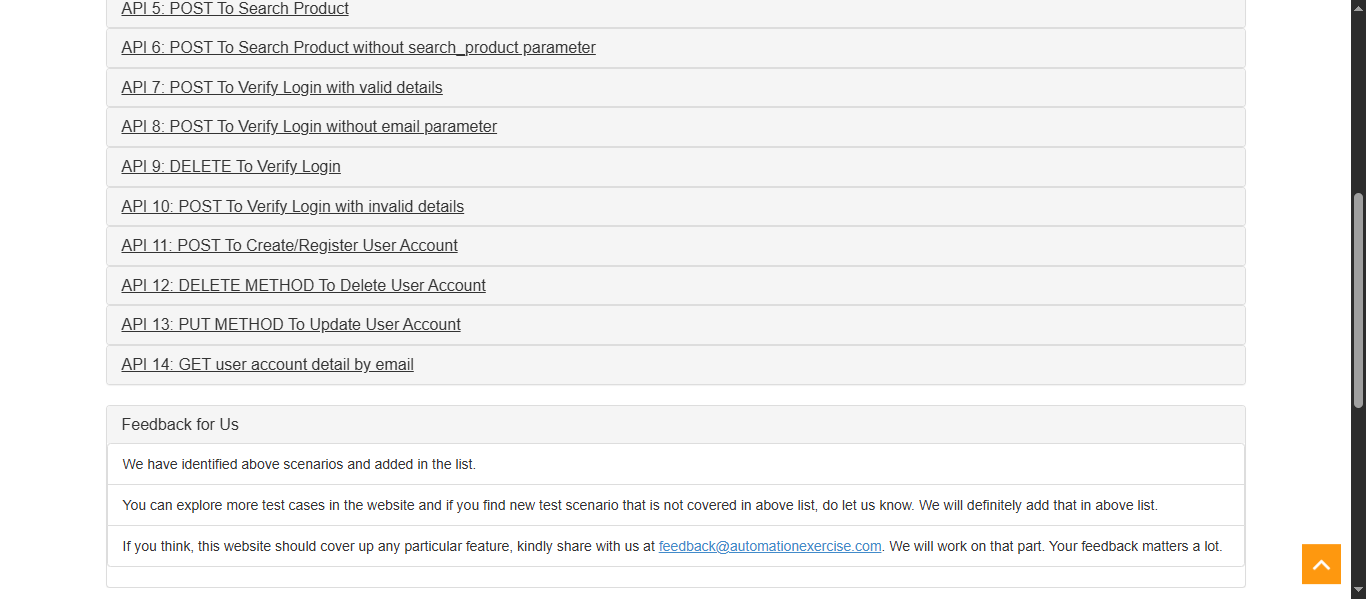 API 5: POST To Search Product
API 6: POST To Search Product without search_product parameter
API 7: POST To Verify Login with valid details
API 8: POST To Verify Login without email parameter
API 9: DELETE To Verify Login
API 10: POST To Verify Login with invalid details
API 11: POST To Create/Register User Account
API 12: DELETE METHOD To Delete User Account
API 13: PUT METHOD To Update User Account
API 14: GET user account detail by email
Feedback for Us
We have identified above scenarios and added in the list.
You can explore more test cases in the website and if you find new test scenario that is not covered in above list, do let us know. We will definitely add that in above list.
If you think, this website should cover up any particular feature, kindly share with us at feedback@automationexercise.com. We will work on that part. Your feedback matters a lot.